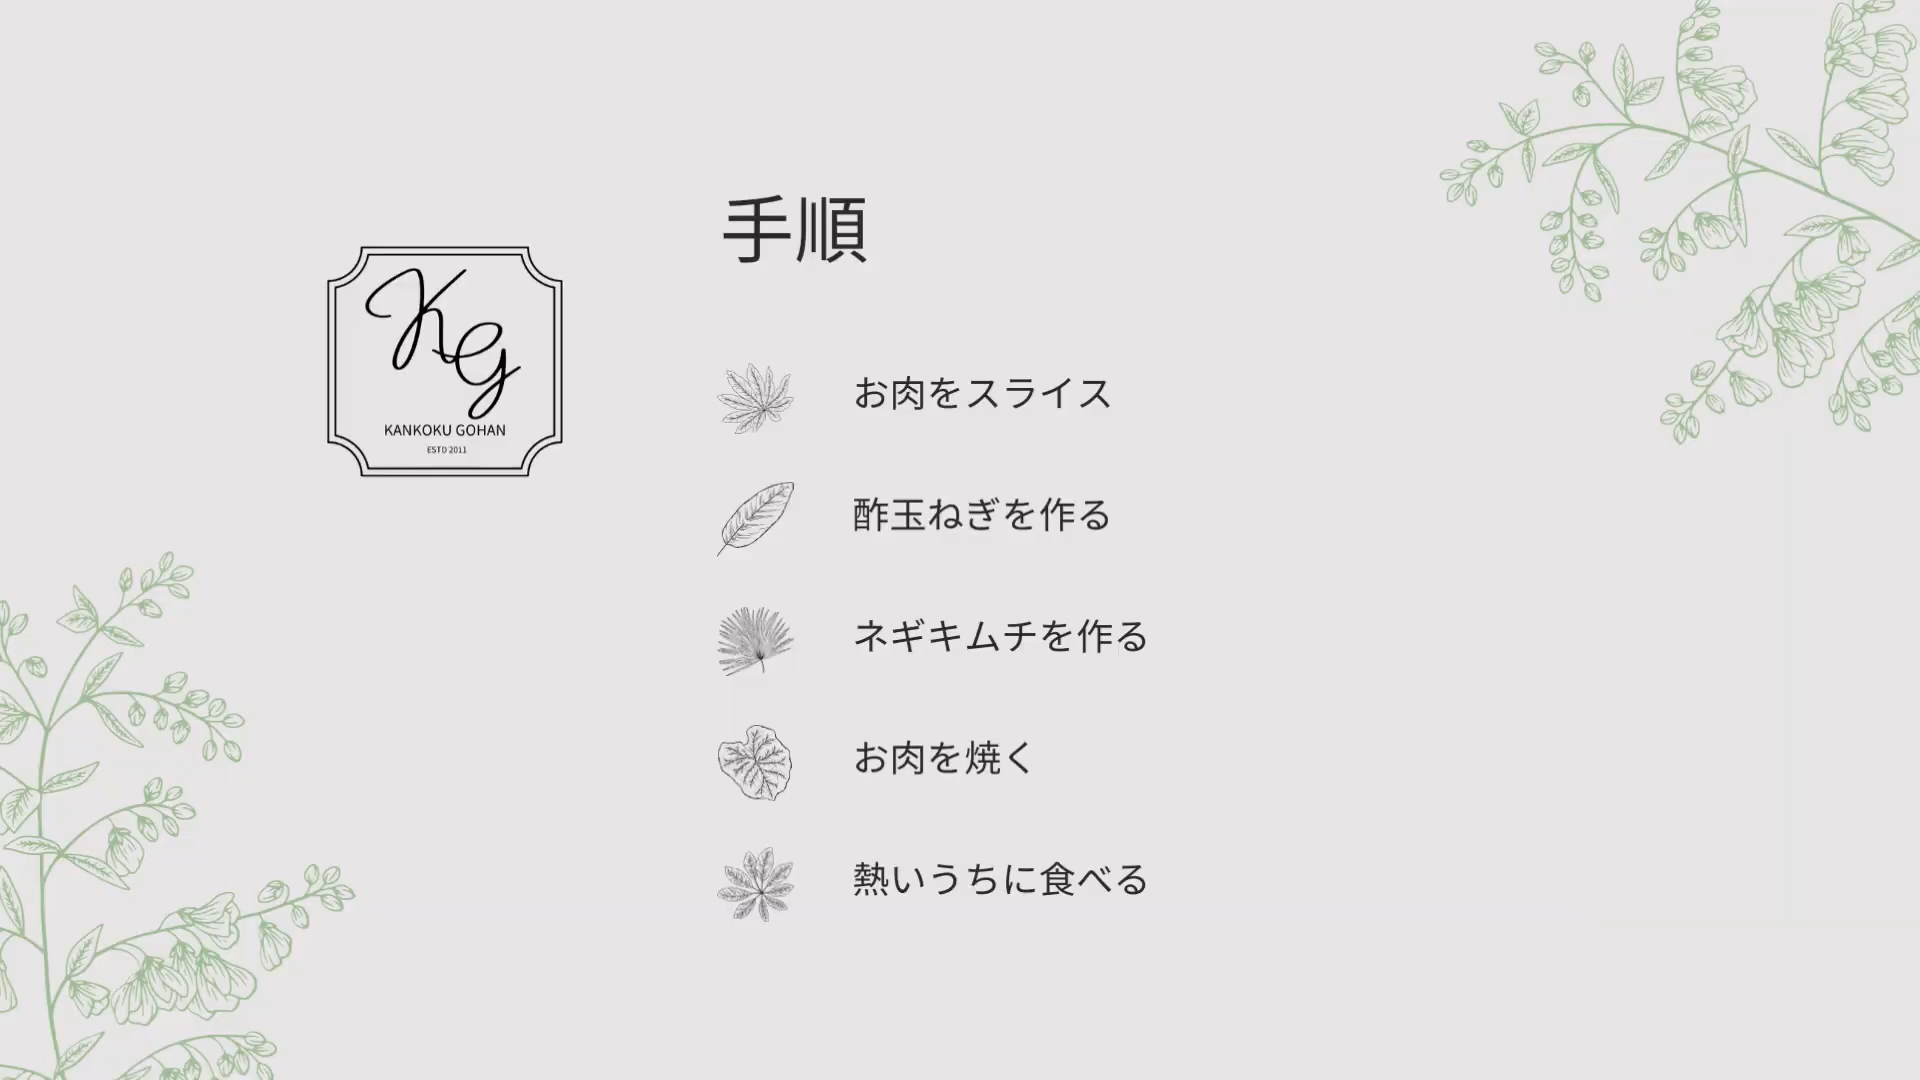 手順
KG
KANKOKU GOHAN
ESTD 2011
お肉をスライス
酢玉ねぎを作る
ネギキムチを作る
お肉を焼く
熱いうちに食べる